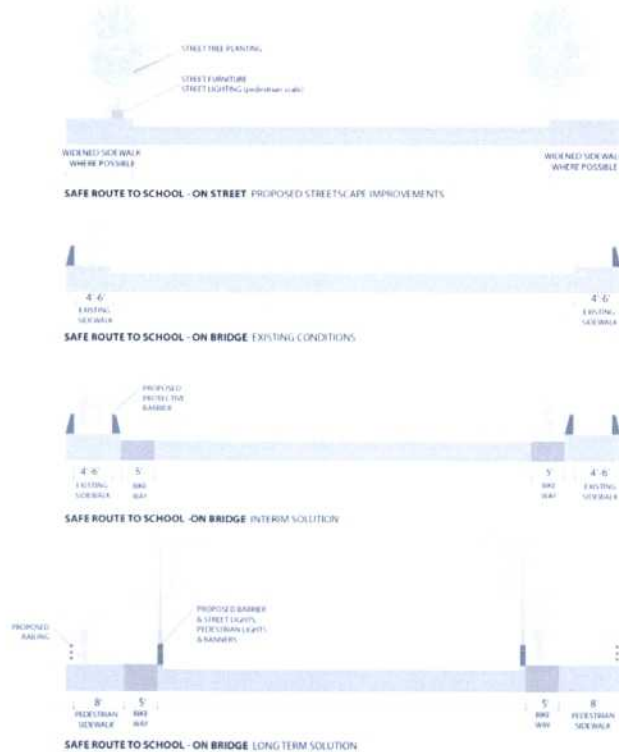 STREET TREE PLANTING
STREET FURNITURE
STREET LIGHTING (pedestrian scale)
WIDENED SIDEWALK
WHERE POSSIBLE
WIDENED SIDEWALK
WHERE POSSIBLE
SAFE ROUTE TO SCHOOL - ON STREET PROPOSED STREETSCAPE IMPROVEMENTS
4'-6"
EXISTING
SIDEWALK
4'-6"
EXISTING
SIDEWALK
SAFE ROUTE TO SCHOOL - ON BRIDGE EXISTING CONDITIONS
PROPOSED
PROTECTIVE
BARRIER
4'-6"
EXISTING
SIDEWALK
5'
BIKE
WAY
5'
BIKE
WAY
4'-6"
EXISTING
SIDEWALK
SAFE ROUTE TO SCHOOL -ON BRIDGE INTERIM SOLUTION
PROPOSED
RAILING
PROPOSED BARRIER
& STREET LIGHTS,
PEDESTRIAN LIGHTS
& BANNERS
8'
PEDESTRIAN
SIDEWALK
5'
BIKE
WAY
5'
BIKE
WAY
8'
PEDESTRIAN
SIDEWALK
SAFE ROUTE TO SCHOOL - ON BRIDGE LONG TERM SOLUTION